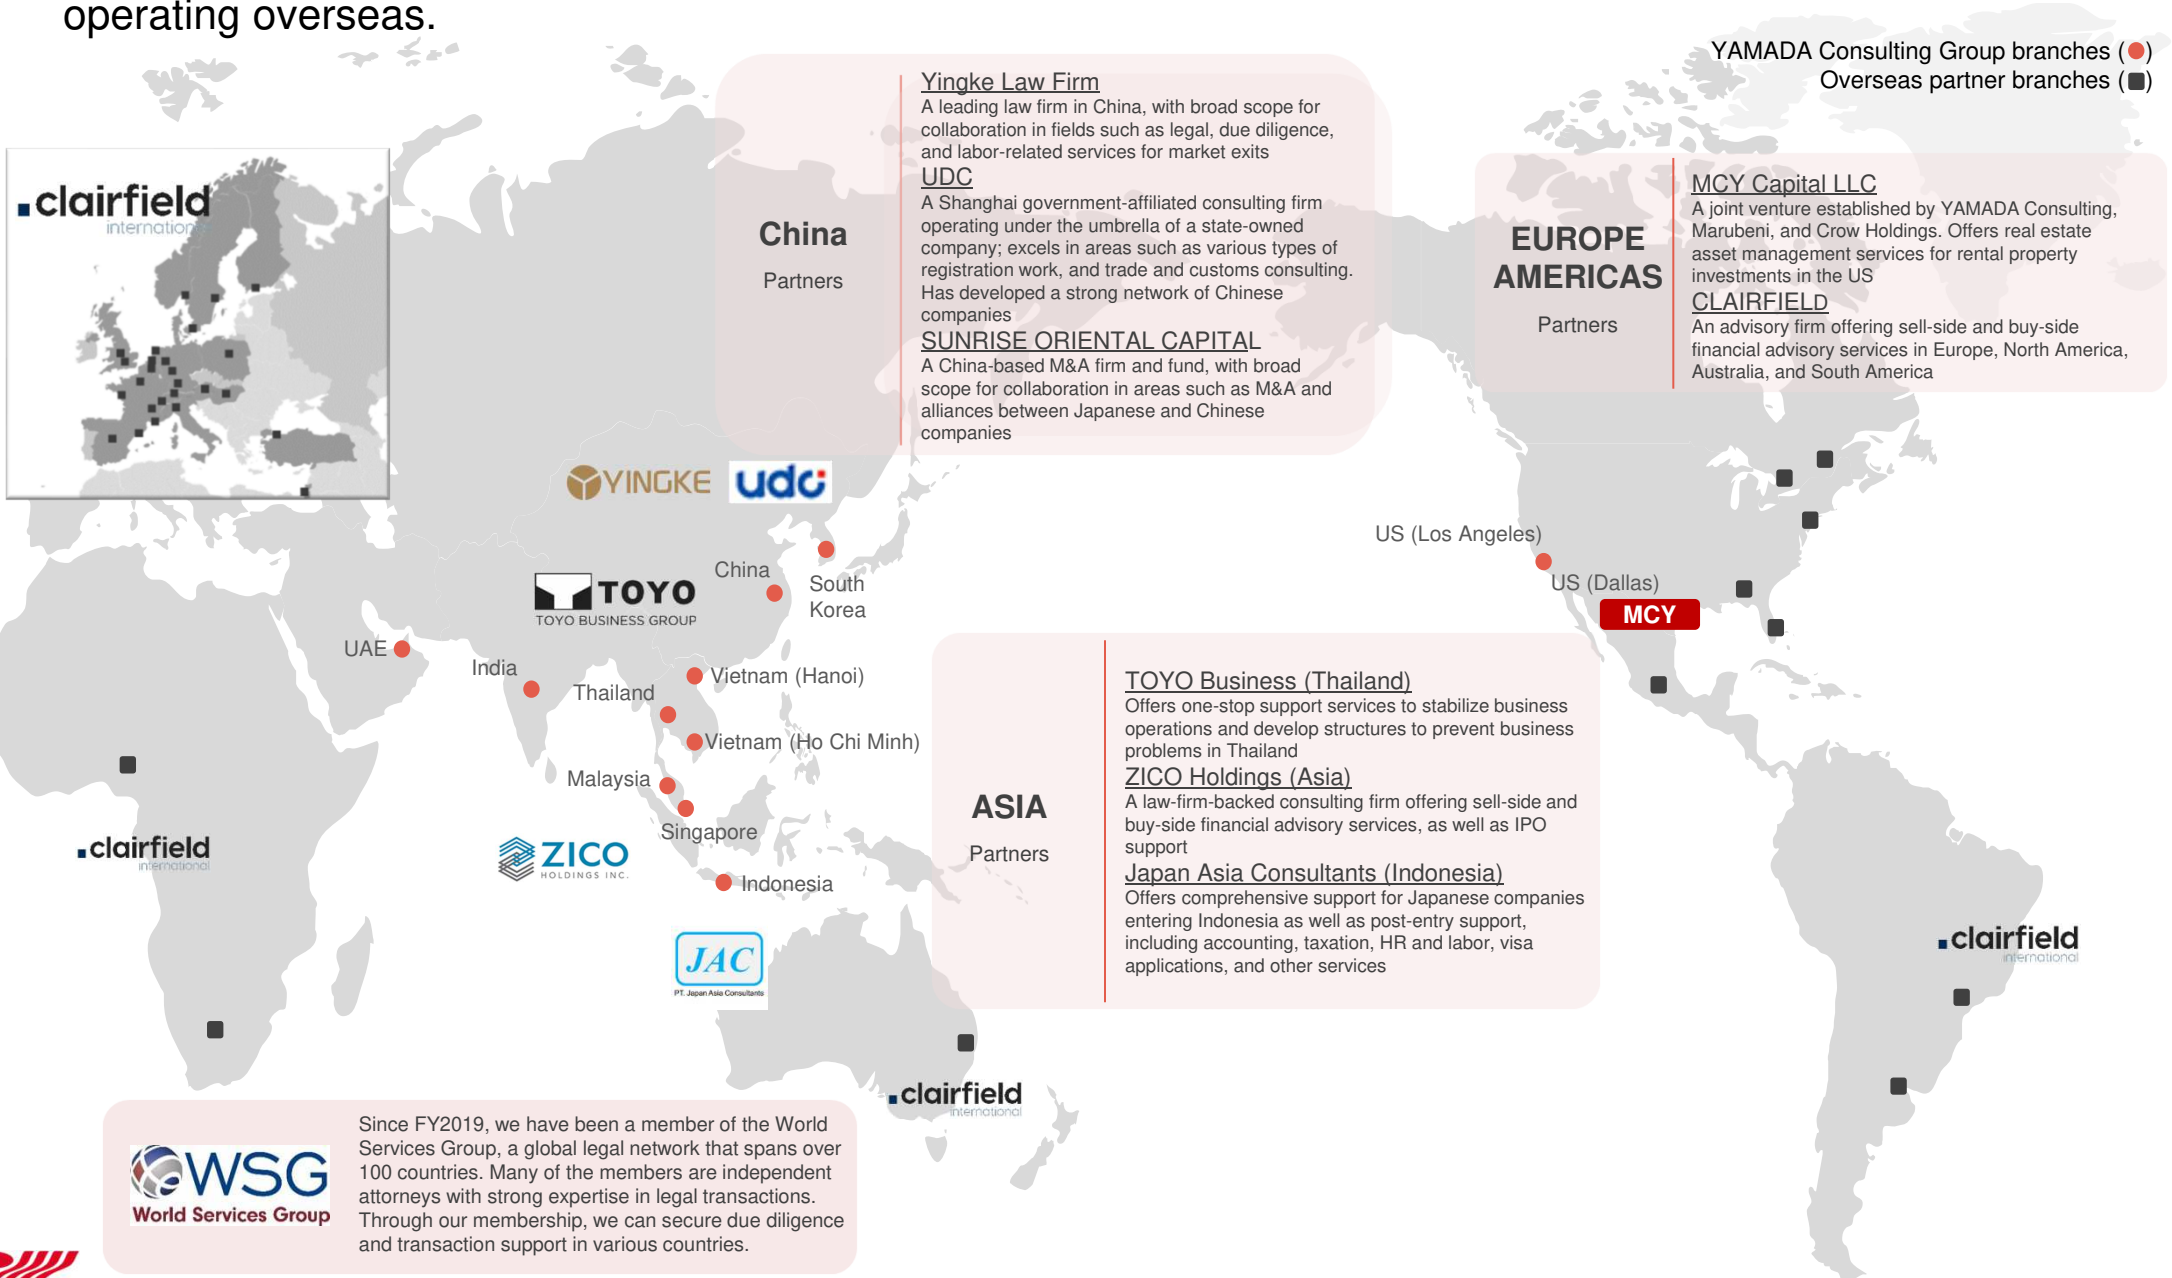 operating overseas.
YAMADA Consulting Group branches (●)
Overseas partner branches (■)
clairfield
international
China
Partners
Yingke Law Firm
A leading law firm in China, with broad scope for
collaboration in fields such as legal, due diligence,
and labor-related services for market exits
UDC
A Shanghai government-affiliated consulting firm
operating under the umbrella of a state-owned
company; excels in areas such as various types of
registration work, and trade and customs consulting.
Has developed a strong network of Chinese
companies
SUNRISE ORIENTAL CAPITAL
A China-based M&A firm and fund, with broad
scope for collaboration in areas such as M&A and
alliances between Japanese and Chinese
companies
EUROPE
AMERICAS
Partners
MCY Capital LLC
A joint venture established by YAMADA Consulting,
Marubeni, and Crow Holdings. Offers real estate
asset management services for rental property
investments in the US
CLAIRFIELD
An advisory firm offering sell-side and buy-side
financial advisory services in Europe, North America,
Australia, and South America
YINGKE
udc
TOYO
TOYO BUSINESS GROUP
China
South
Korea
UAE
India
Thailand
Vietnam (Hanoi)
Vietnam (Ho Chi Minh)
Malaysia
Singapore
Indonesia
US (Los Angeles)
US (Dallas)
MCY
clairfield
international
ZICO
HOLDINGS INC.
JAC
PT. Japan Asia Consultants
ASIA
Partners
TOYO Business (Thailand)
Offers one-stop support services to stabilize business
operations and develop structures to prevent business
problems in Thailand
ZICO Holdings (Asia)
A law-firm-backed consulting firm offering sell-side and
buy-side financial advisory services, as well as IPO
support
Japan Asia Consultants (Indonesia)
Offers comprehensive support for Japanese companies
entering Indonesia as well as post-entry support,
including accounting, taxation, HR and labor, visa
applications, and other services
clairfield
international
clairfield
international
WSG
World Services Group
Since FY2019, we have been a member of the World
Services Group, a global legal network that spans over
100 countries. Many of the members are independent
attorneys with strong expertise in legal transactions.
Through our membership, we can secure due diligence
and transaction support in various countries.